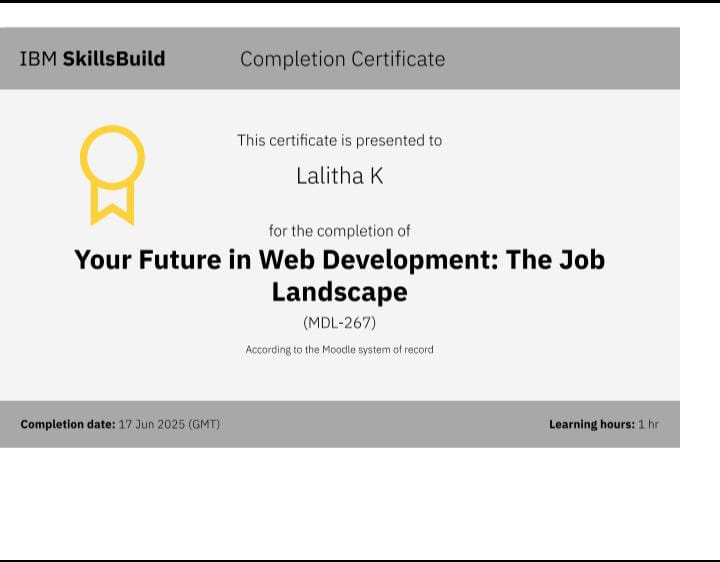 IBM SkillsBuild
Completion Certificate
This certificate is presented to
Lalitha K
for the completion of
Your Future in Web Development: The Job
Landscape
(MDL-267)
According to the Moodle system of record
Completion date: 17 Jun 2025 (GMT)
Learning hours: 1 hr